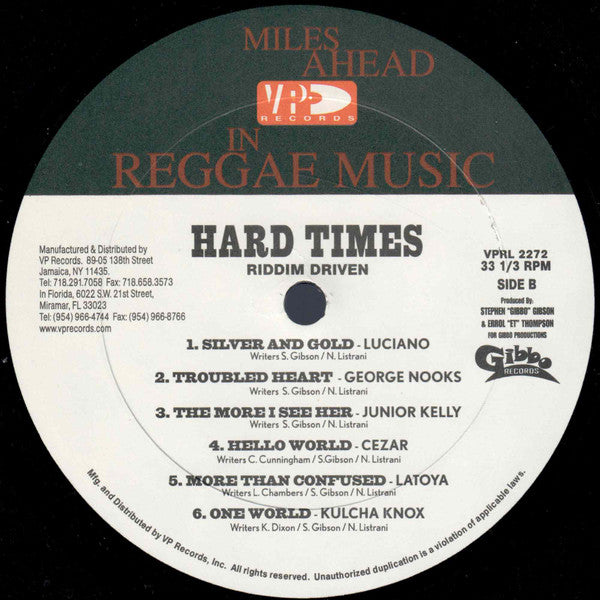 MILES
AHEAD
VP
RECORDS
IN
REGGAE MUSIC
HARD TIMES
RIDDIM DRIVEN
Manufactured & Distributed by
VP Records. 89-05 138th Street
Jamaica, NY 11435.
Tel: 718.291.7058 Fax: 718.658.3573
In Florida, 6022 S.W. 21st Street,
Miramar, FL 33023
Tel: (954) 966-4744 Fax: (954) 966-8766
www.vprecords.com
VPRL 2272
33 1/3 RPM
SIDE B
Produced By:
STEPHEN "GIBBO" GIBSON
& ERROL "ET" THOMPSON
FOR GIBBO PRODUCTIONS
Gibbo
RECORDS
1. SILVER AND GOLD - LUCIANO
Writers S. Gibson / N. Listrani
2. TROUBLED HEART - GEORGE NOOKS
Writers S. Gibson / N. Listrani
3. THE MORE I SEE HER - JUNIOR KELLY
Writers S. Gibson / N. Listrani
4. HELLO WORLD - CEZAR
Writers C. Cunningham / S.Gibson / N. Listrani
5. MORE THAN CONFUSED - LATOYA
Writers L. Chambers / S. Gibson / N. Listrani
6. ONE WORLD - KULCHA KNOX
Writers K. Dixon / S. Gibson / N. Listrani
Mfg. and Distributed by VP Records, Inc. All rights reserved. Unauthorized duplication is a violation of applicable laws.